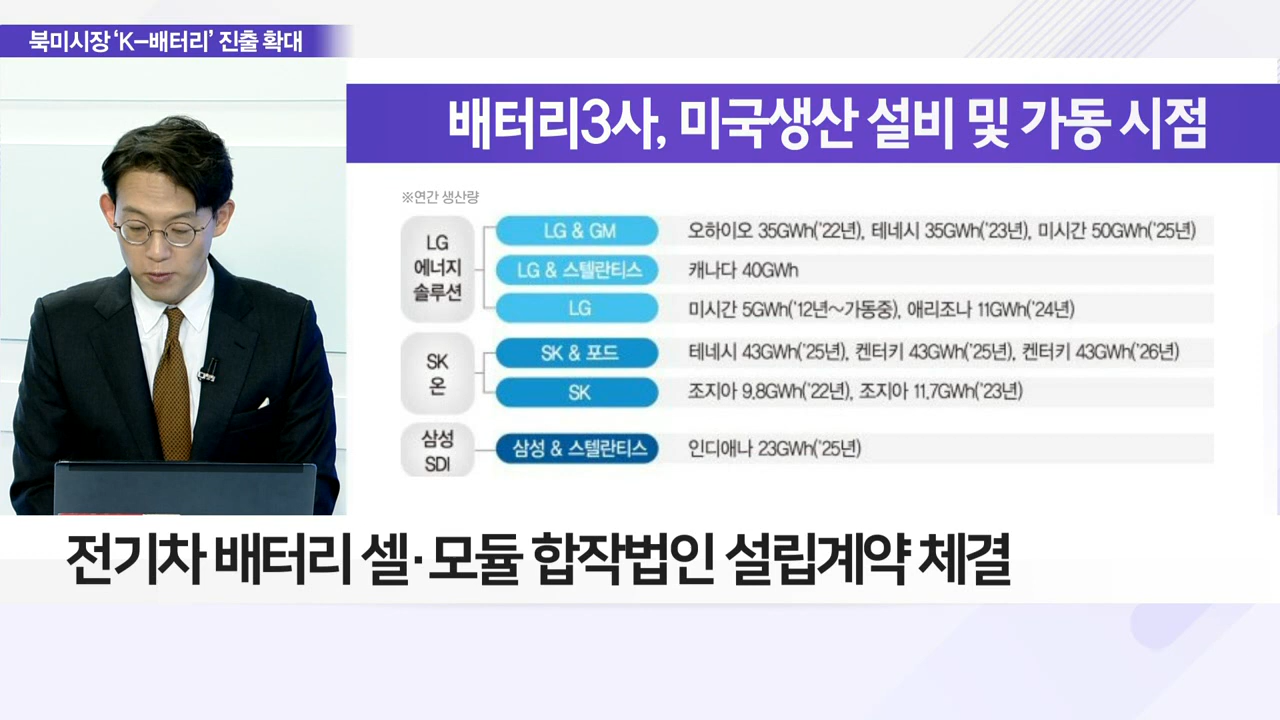 북미시장 ‘K-배터리’ 진출 확대
배터리3사, 미국생산 설비 및 가동 시점
※연간 생산량
LG
에너지
솔루션
LG & GM
오하이오 35GWh('22년), 테네시 35GWh('23년), 미시간 50GWh('25년)
LG & 스텔란티스
캐나다 40GWh
LG
미시간 5GWh('12년~가동중), 애리조나 11GWh('24년)
SK
온
SK & 포드
테네시 43GWh('25년), 켄터키 43GWh('25년), 켄터키 43GWh('26년)
SK
조지아 9.8GWh('22년), 조지아 11.7GWh('23년)
삼성
SDI
삼성 & 스텔란티스
인디애나 23GWh('25년)
전기차 배터리 셀·모듈 합작법인 설립계약 체결